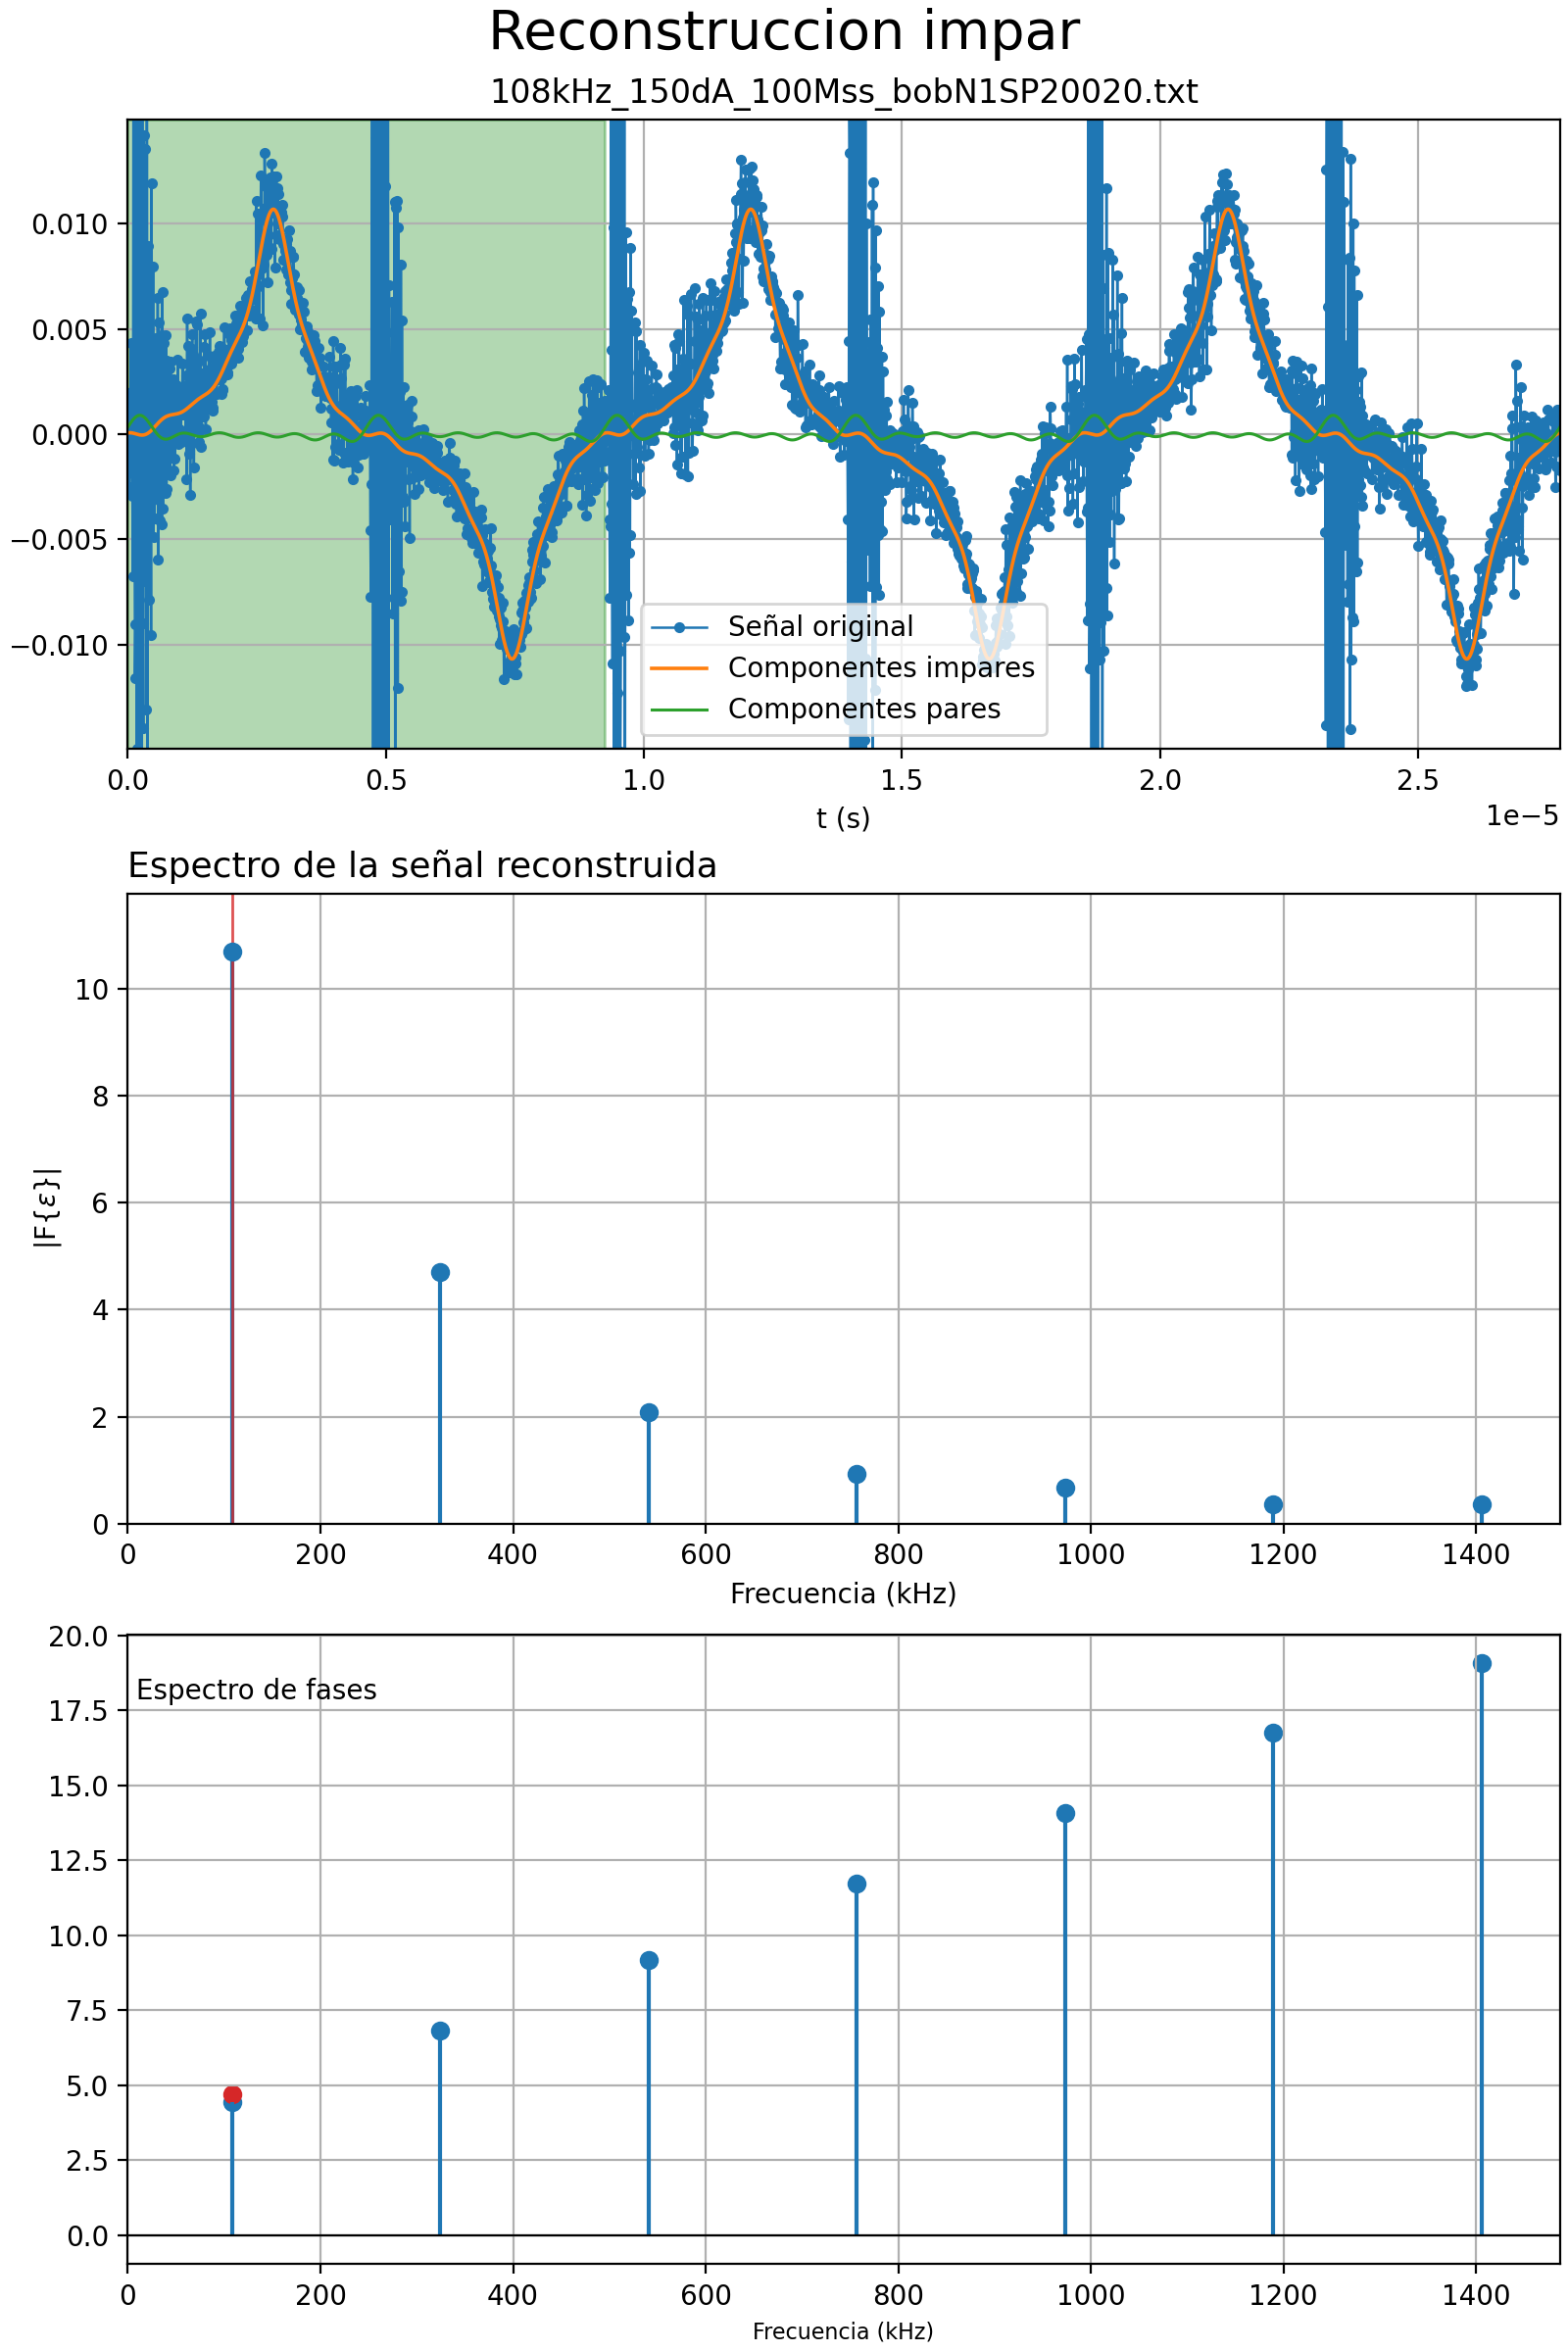 Reconstruccion impar
108kHz_150dA_100Mss_bobN1SP20020.txt
0.010
0.005
0.000
−0.005
−0.010
Señal original
Componentes impares
Componentes pares
0.0 0.5 1.0 1.5 2.0 2.5
t (s)
1e−5
Espectro de la señal reconstruida
10
8
6
4
2
0
|F{ε}|
0 200 400 600 800 1000 1200 1400
Frecuencia (kHz)
20.0
17.5
15.0
12.5
10.0
7.5
5.0
2.5
0.0
Espectro de fases
0 200 400 600 800 1000 1200 1400
Frecuencia (kHz)